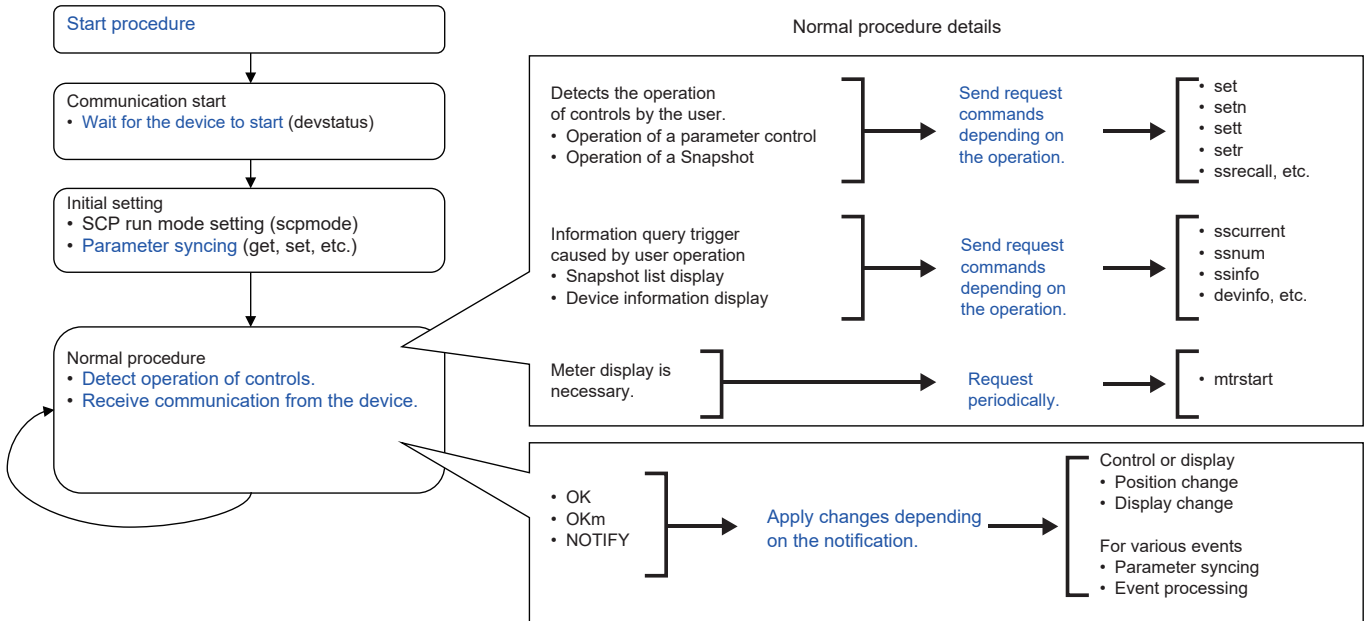 Start procedure
Communication start
• Wait for the device to start (devstatus)
Initial setting
• SCP run mode setting (scpmode)
• Parameter syncing (get, set, etc.)
Normal procedure
• Detect operation of controls.
• Receive communication from the device.
Normal procedure details
Detects the operation
of controls by the user.
• Operation of a parameter control
• Operation of a Snapshot
Send request
commands
depending on
the operation.
• set
• setn
• sett
• setr
• ssrecall, etc.
Information query trigger
caused by user operation
• Snapshot list display
• Device information display
Send request
commands
depending on
the operation.
• sscurrent
• ssnum
• ssinfo
• devinfo, etc.
Meter display is
necessary.
Request
periodically.
• mtrstart
• OK
• OKm
• NOTIFY
Apply changes depending
on the notification.
Control or display
• Position change
• Display change
For various events
• Parameter syncing
• Event processing